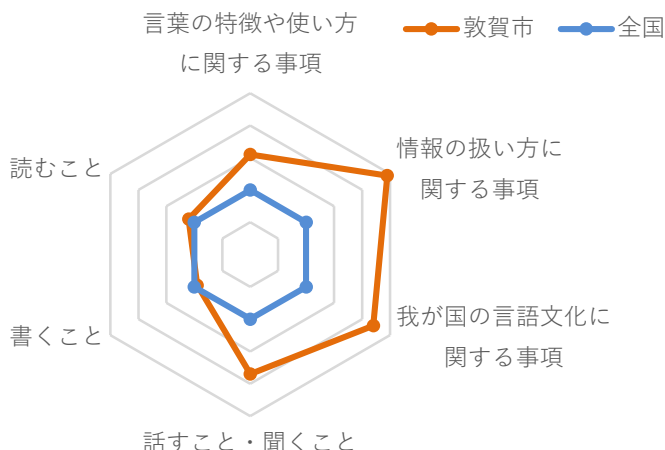 言葉の特徴や使い方
に関する事項
敦賀市
全国
情報の扱い方に
関する事項
我が国の言語文化に
関する事項
話すこと・聞くこと
書くこと
読むこと